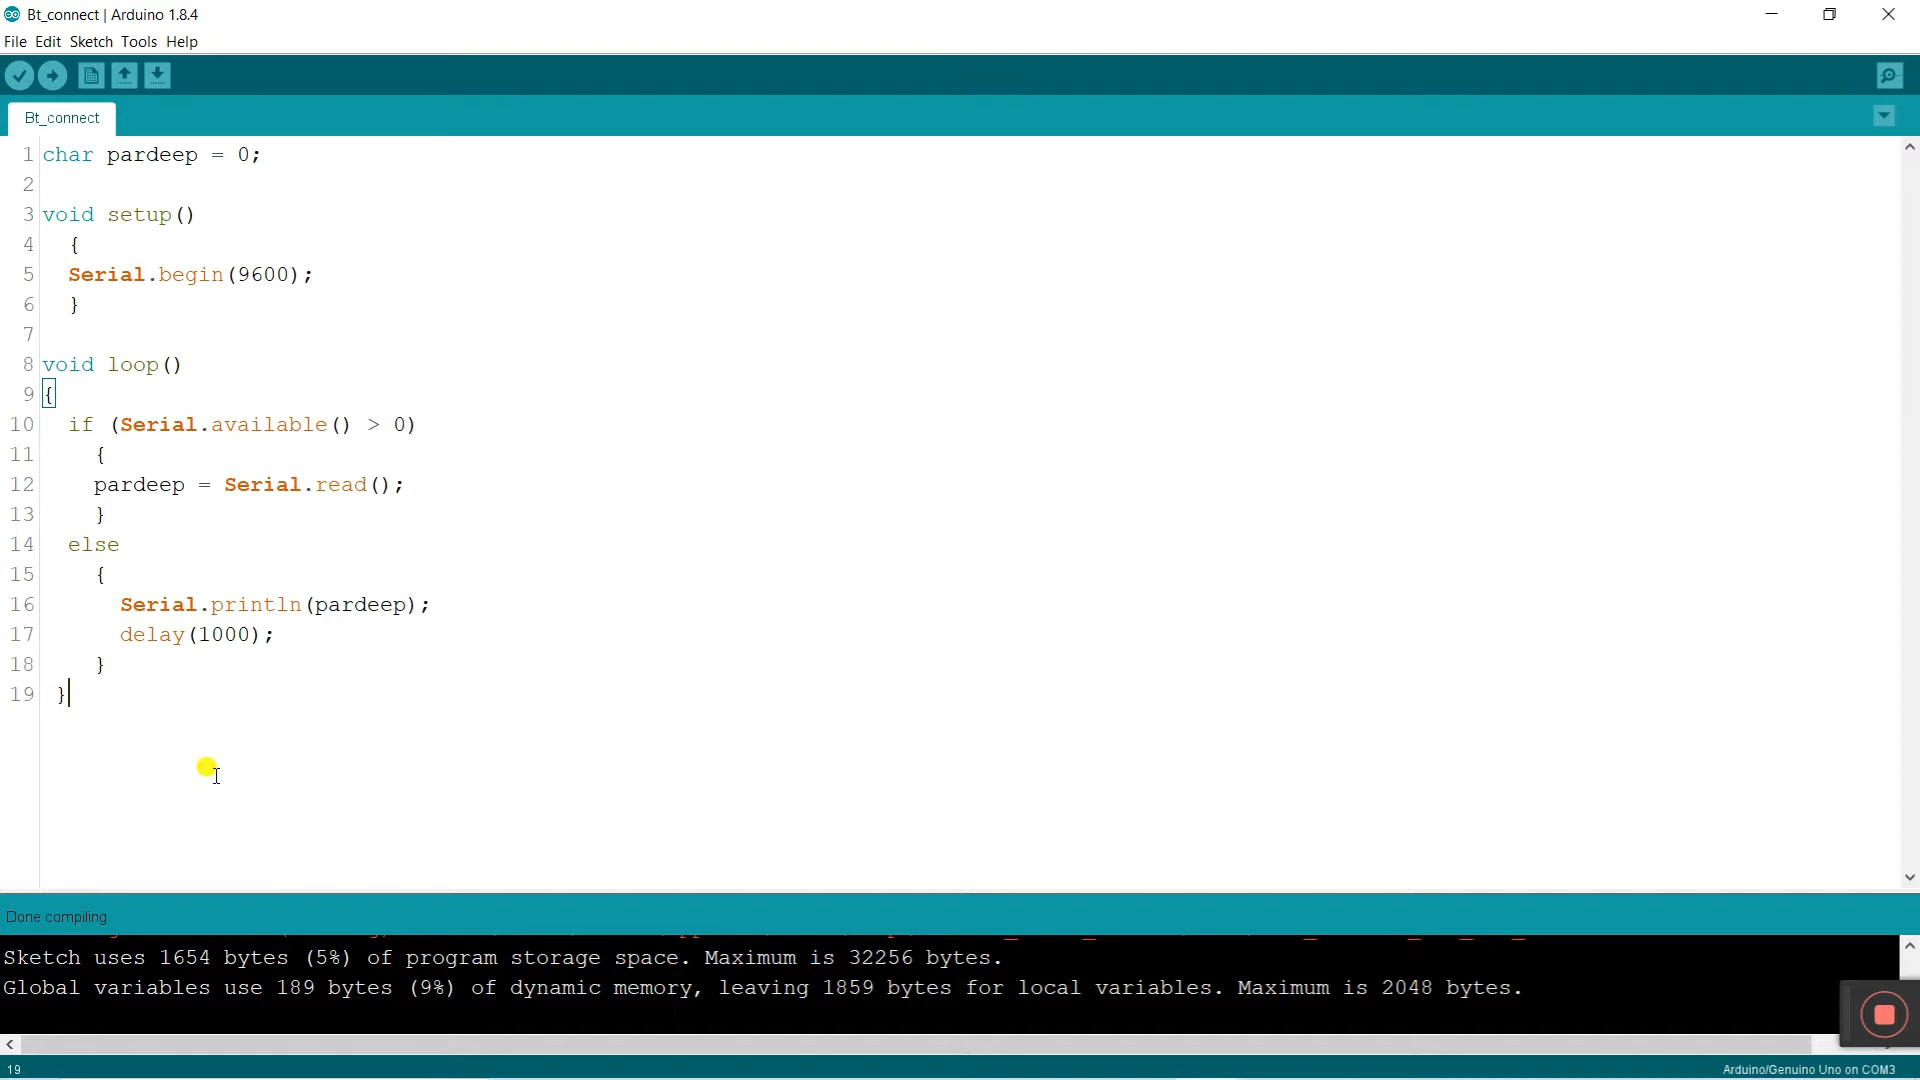 Bt_connect | Arduino 1.8.4
File Edit Sketch Tools Help
Bt_connect
1 char pardeep = 0;
2
3 void setup()
4 {
5 Serial.begin(9600);
6 }
7
8 void loop()
9 {
10 if (Serial.available() > 0)
11 {
12 pardeep = Serial.read();
13 }
14 else
15 {
16 Serial.println(pardeep);
17 delay(1000);
18 }
19 }
Done compiling.
Sketch uses 1654 bytes (5%) of program storage space. Maximum is 32256 bytes.
Global variables use 189 bytes (9%) of dynamic memory, leaving 1859 bytes for local variables. Maximum is 2048 bytes.
19
Arduino/Genuino Uno on COM3